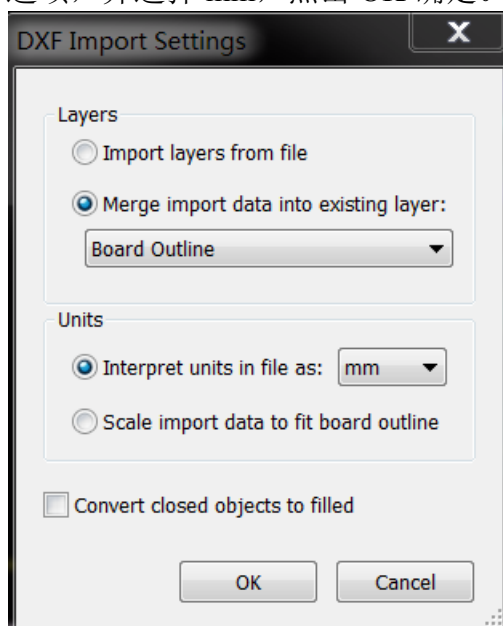 DXF Import Settings
Layers
Import layers from file
Merge import data into existing layer:
Board Outline
Units
Interpret units in file as: mm
Scale import data to fit board outline
Convert closed objects to filled
OK Cancel